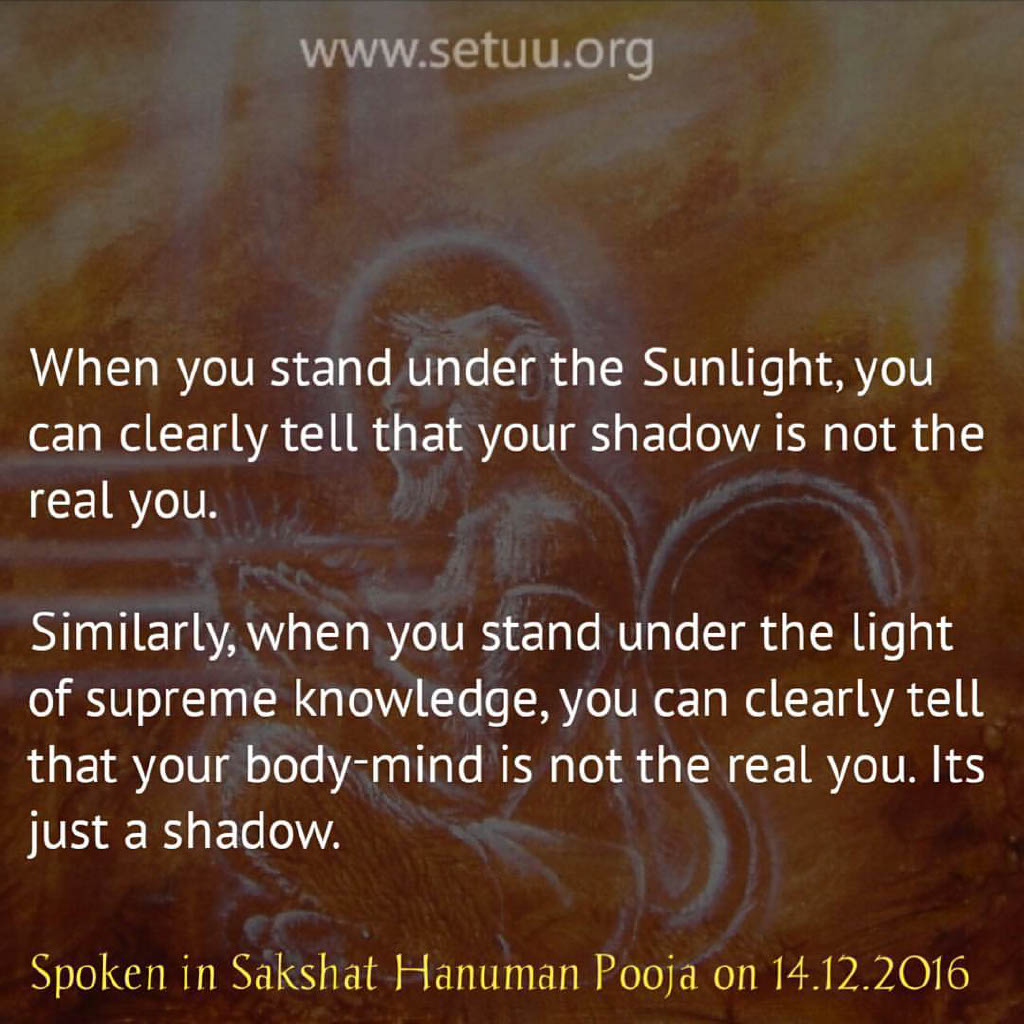 www.setuu.org
When you stand under the Sunlight, you
can clearly tell that your shadow is not the
real you.
Similarly, when you stand under the light
of supreme knowledge, you can clearly tell
that your body-mind is not the real you. Its
just a shadow.
Spoken in Sakshat Hanuman Pooja on 14.12.2016